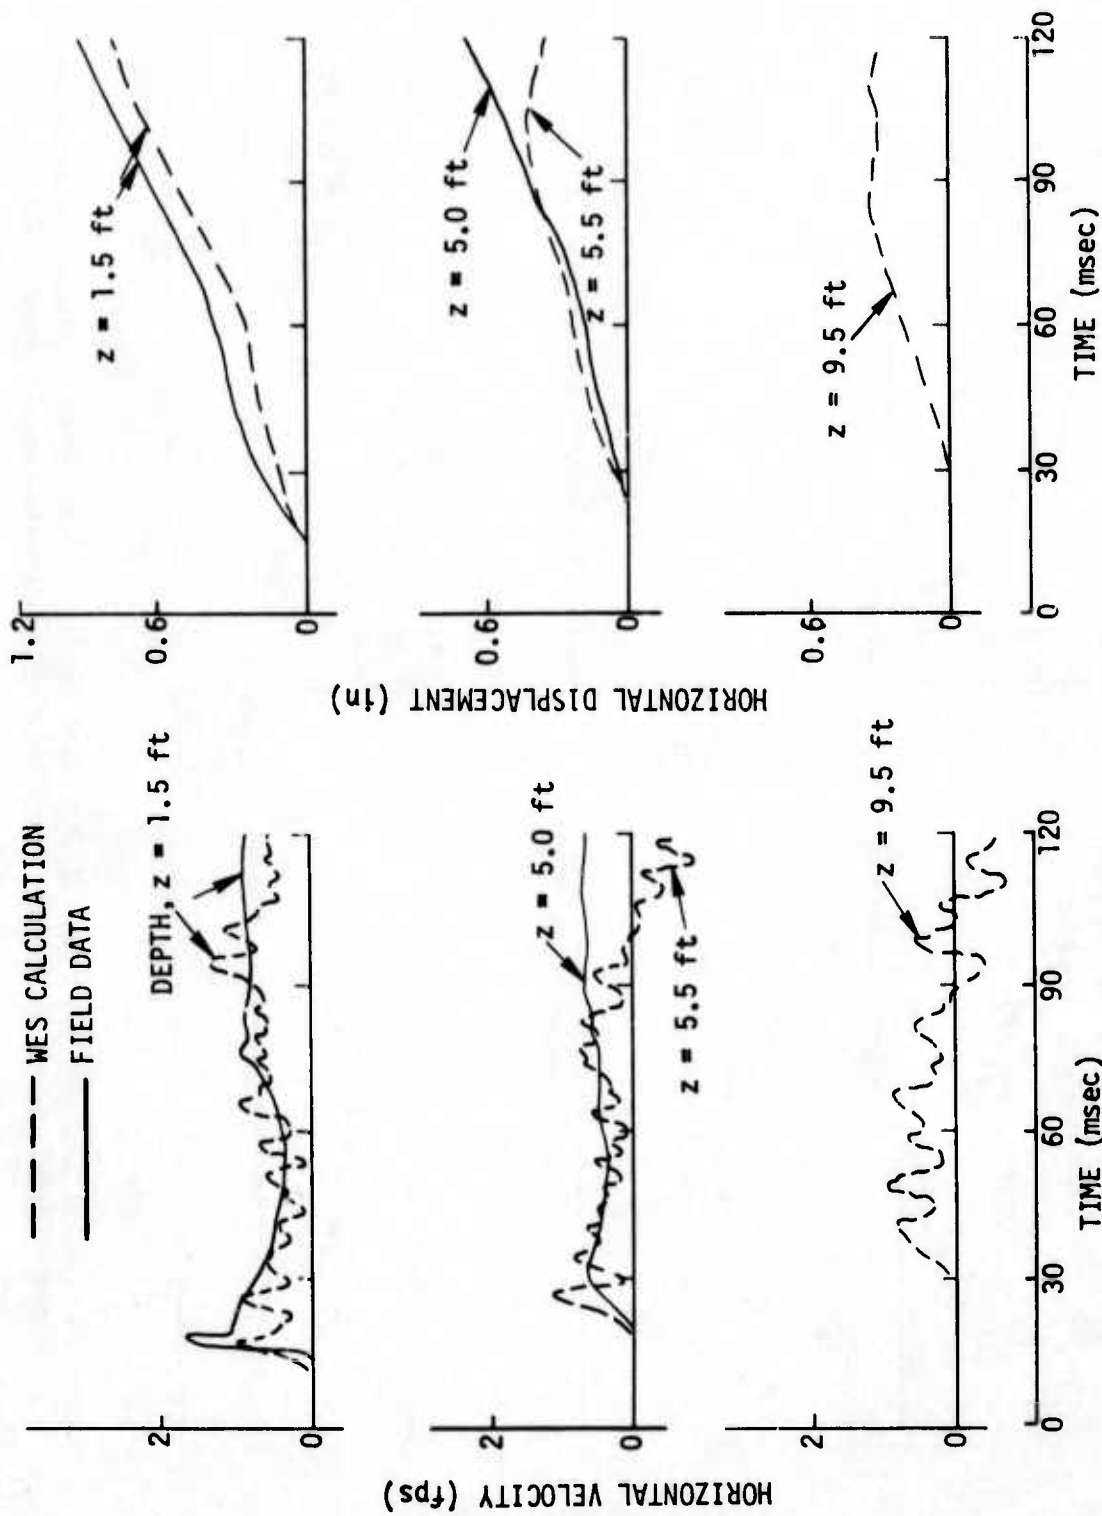 WES CALCULATION
FIELD DATA
HORIZONTAL VELOCITY (fps)
2
0
DEPTH, z = 1.5 ft
2
0
z = 5.0 ft
z = 5.5 ft
2
0
z = 9.5 ft
0
30
60
90
120
TIME (msec)
HORIZONTAL DISPLACEMENT (in)
1.2
0.6
0
z = 1.5 ft
0.6
0
z = 5.0 ft
z = 5.5 ft
0.6
0
z = 9.5 ft
0
30
60
90
120
TIME (msec)